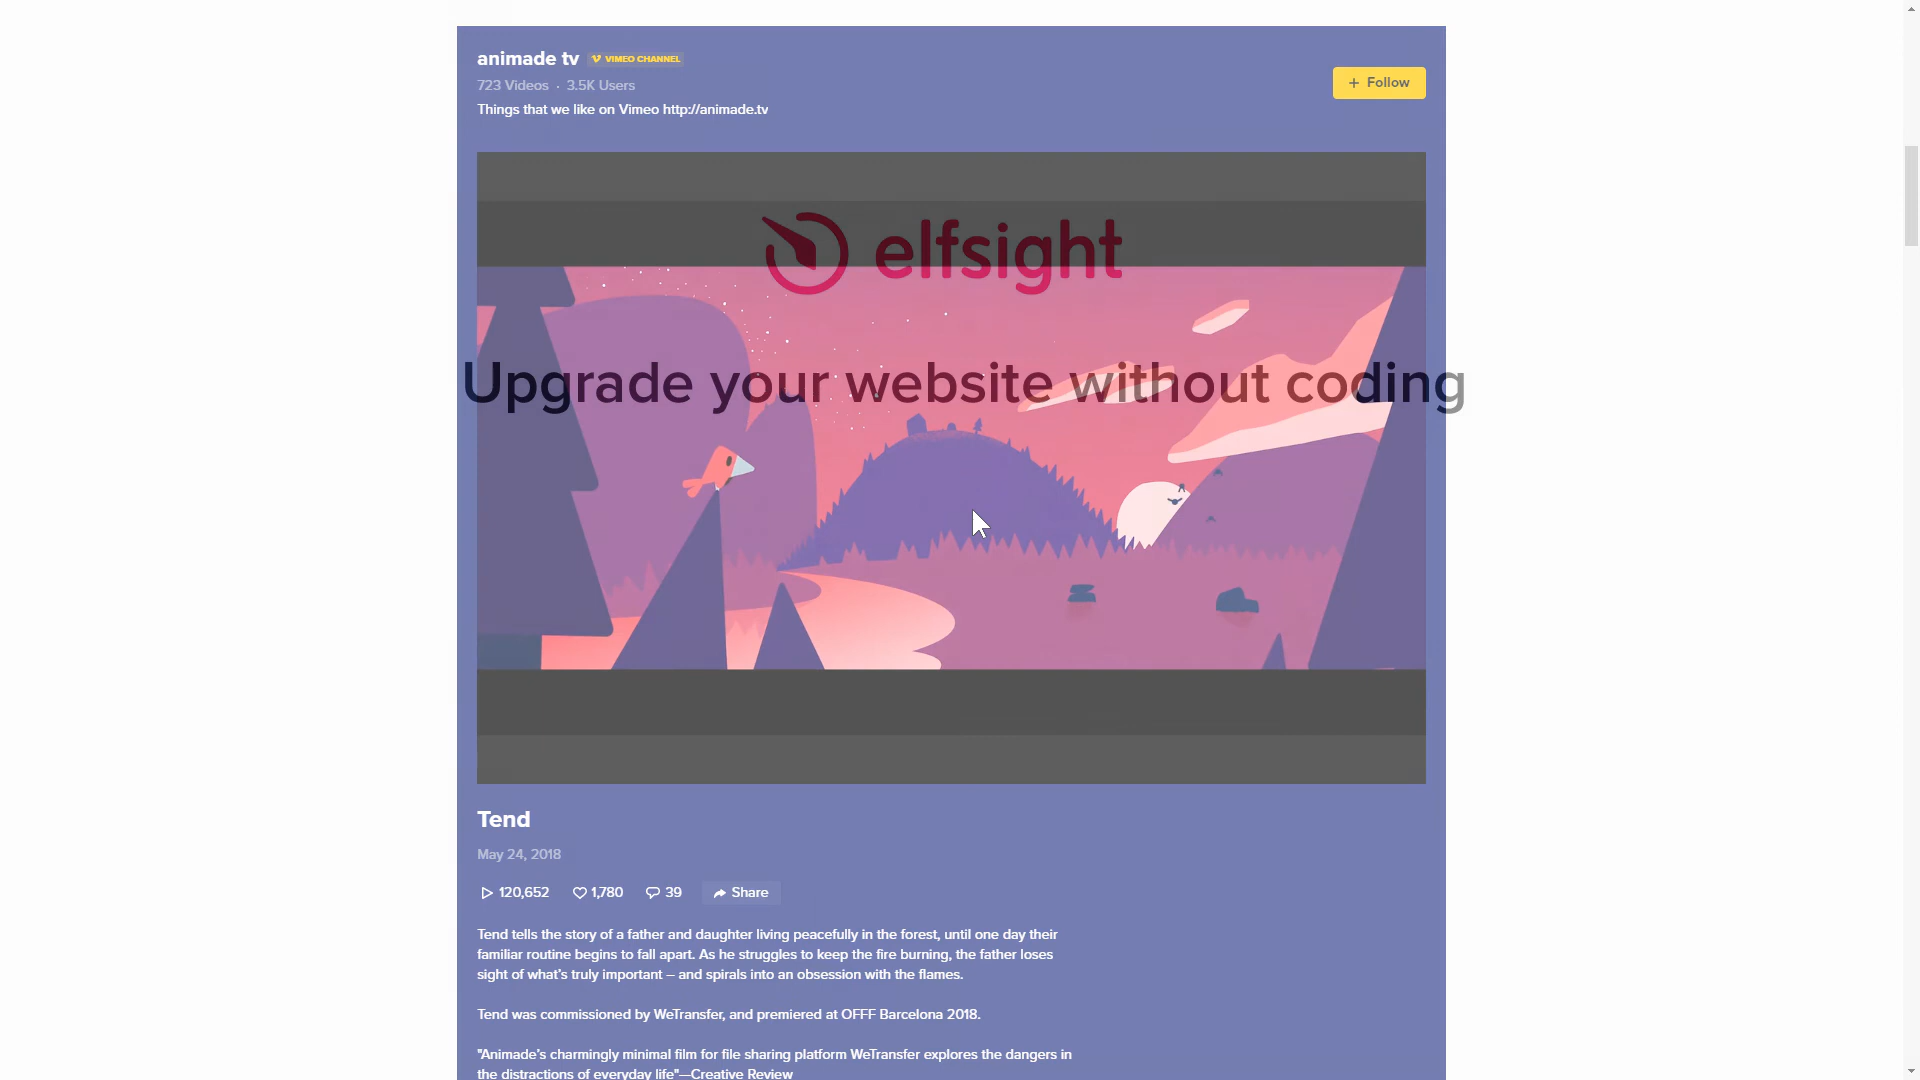 animade tv VIMEO CHANNEL
723 Videos · 3.5K Users
+ Follow
Things that we like on Vimeo http://animade.tv
elfsight
Upgrade your website without coding
Tend
May 24, 2018
120,652 1,780 39 Share
Tend tells the story of a father and daughter living peacefully in the forest, until one day their
familiar routine begins to fall apart. As he struggles to keep the fire burning, the father loses
sight of what's truly important – and spirals into an obsession with the flames.
Tend was commissioned by WeTransfer, and premiered at OFFF Barcelona 2018.
"Animade's charmingly minimal film for file sharing platform WeTransfer explores the dangers in
the distractions of everyday life"—Creative Review